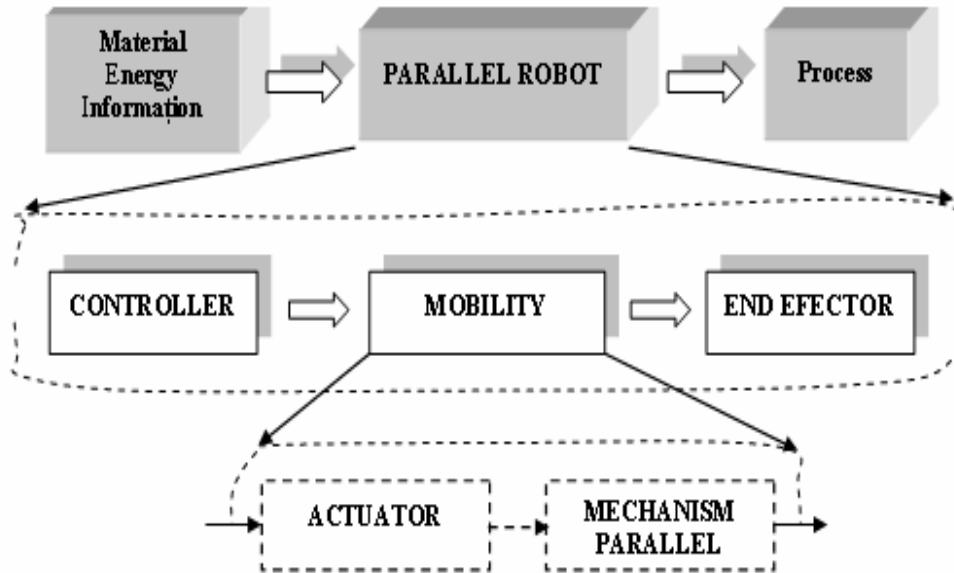 Material
Energy
Information
PARALLEL ROBOT
Process
CONTROLLER
MOBILITY
END EFECTOR
ACTUATOR
MECHANISM
PARALLEL